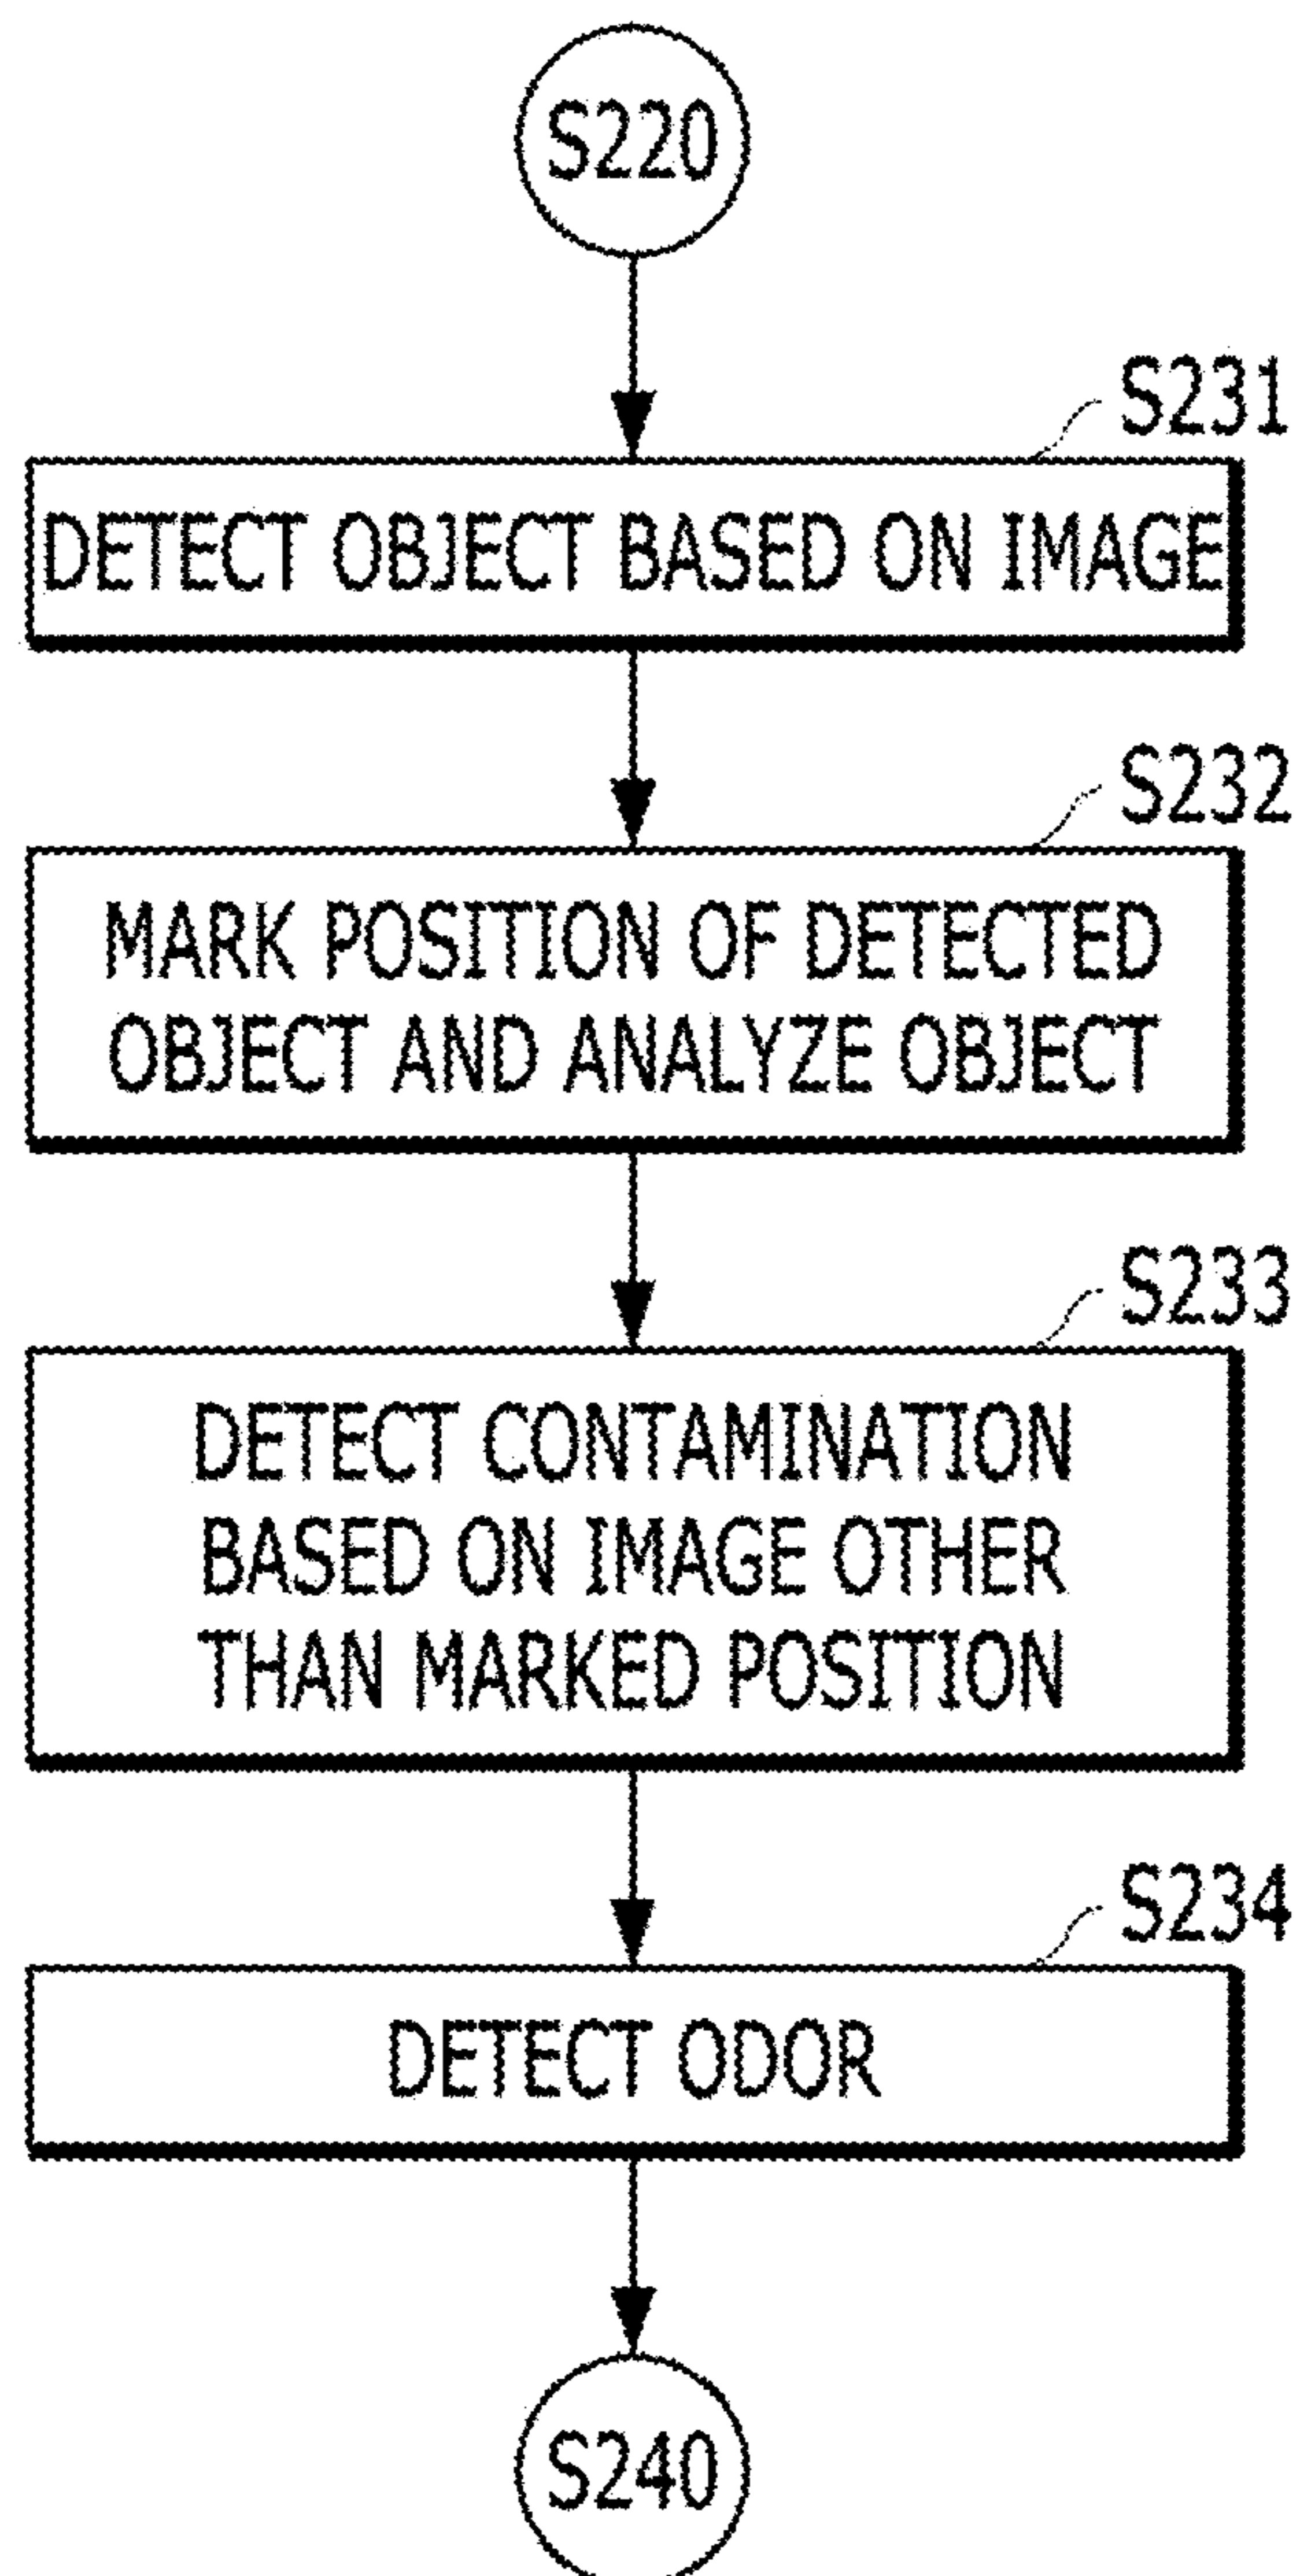 S220
S231
DETECT OBJECT BASED ON IMAGE
S232
MARK POSITION OF DETECTED
OBJECT AND ANALYZE OBJECT
S233
DETECT CONTAMINATION
BASED ON IMAGE OTHER
THAN MARKED POSITION
S234
DETECT ODOR
S240